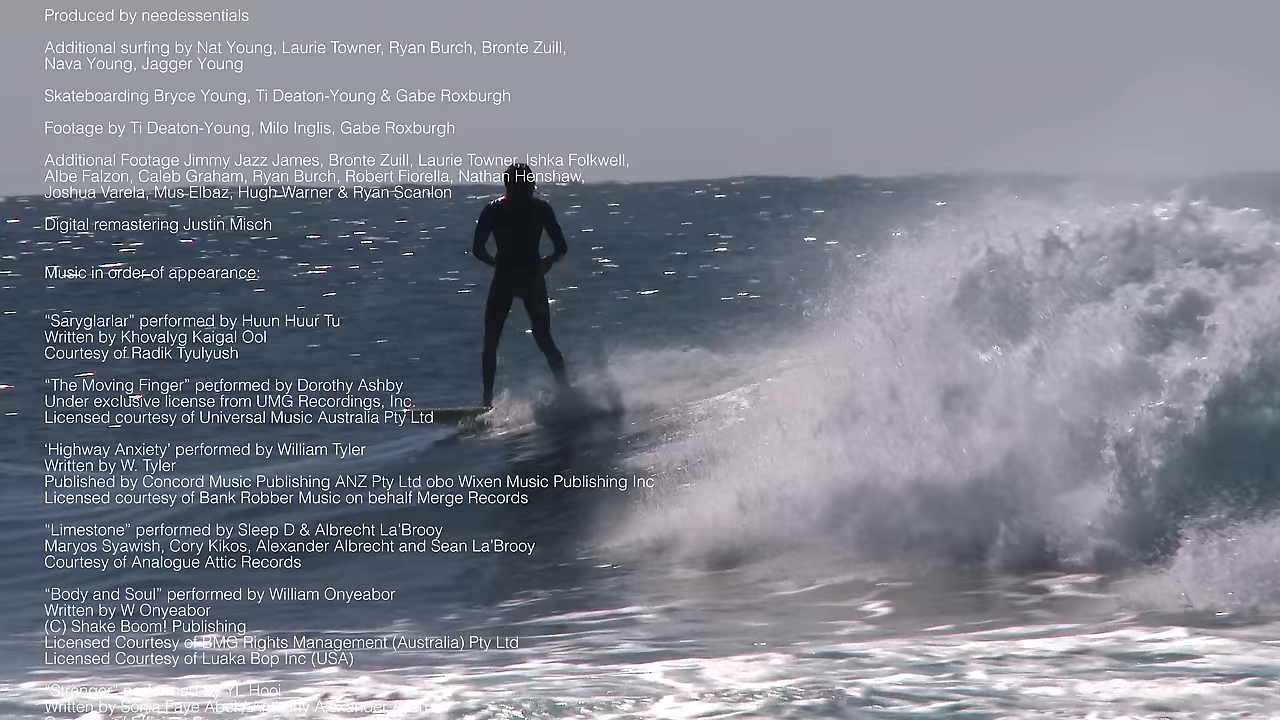 Produced by needessentials
Additional surfing by Nat Young, Laurie Towner, Ryan Burch, Bronte Zuill,
Nava Young, Jagger Young
Skateboarding Bryce Young, Ti Deaton-Young & Gabe Roxburgh
Footage by Ti Deaton-Young, Milo Inglis, Gabe Roxburgh
Additional Footage Jimmy Jazz James, Bronte Zuill, Laurie Towner, Ishka Folkwell,
Albe Falzon, Caleb Graham, Ryan Burch, Robert Fiorella, Nathan Henshaw,
Joshua Varela, Mus Elbaz, Hugh Warner & Ryan Scanlon
Digital remastering Justin Misch
Music in order of appearance:
“Saryglarlar” performed by Huun Huur Tu
Written by Khovalyg Kaigal Ool
Courtesy of Radik Tyulyush
“The Moving Finger” performed by Dorothy Ashby
Under exclusive license from UMG Recordings, Inc.
Licensed courtesy of Universal Music Australia Pty Ltd
‘Highway Anxiety’ performed by William Tyler
Written by W. Tyler
Published by Concord Music Publishing ANZ Pty Ltd obo Wixen Music Publishing Inc
Licensed courtesy of Bank Robber Music on behalf Merge Records
“Limestone” performed by Sleep D & Albrecht La’Brooy
Maryos Syawish, Cory Kikos, Alexander Albrecht and Sean La’Brooy
Courtesy of Analogue Attic Records
“Body and Soul” performed by William Onyeabor
Written by W Onyeabor
(C) Shake Boom! Publishing
Licensed Courtesy of BMG Rights Management (Australia) Pty Ltd
Licensed Courtesy of Luaka Bop Inc (USA)
“Stranger” performed by YL Hooi
Written by Sonja Faye